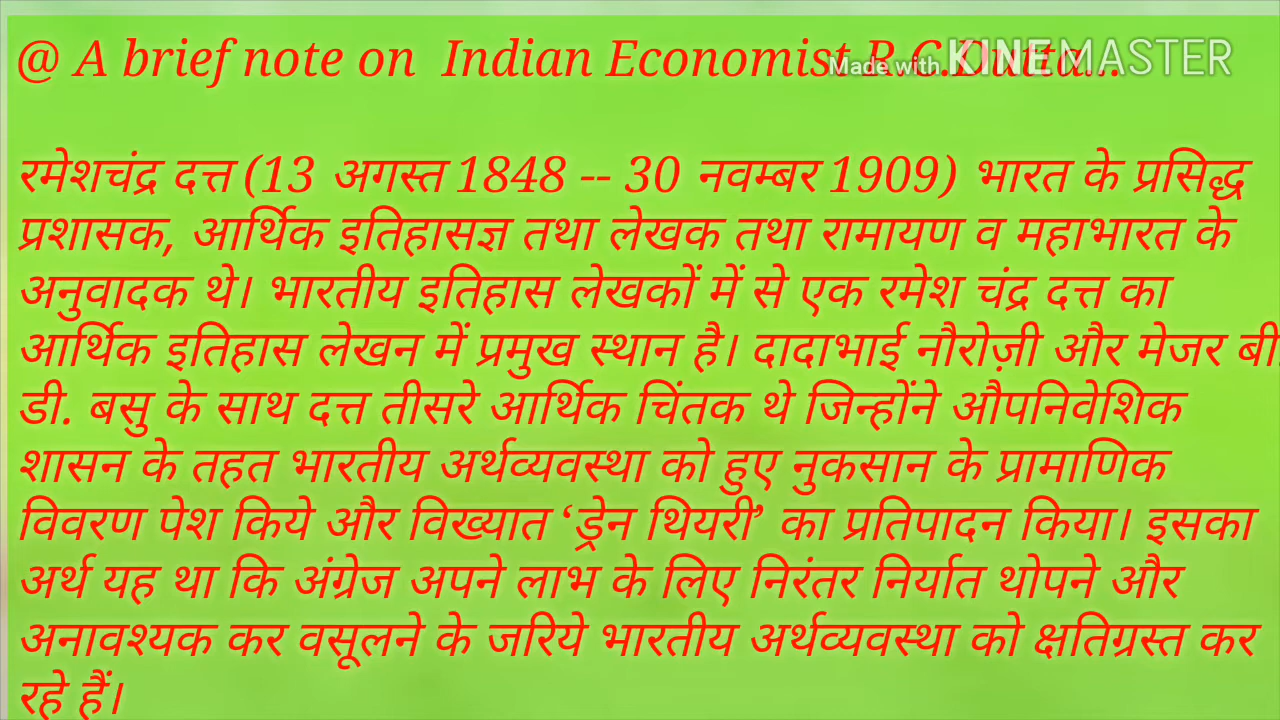 @ A brief note on Indian Economist R.C.Dutta...
Made with KINEMASTER
रमेशचंद्र दत्त (13 अगस्त 1848 -- 30 नवम्बर 1909) भारत के प्रसिद्ध
प्रशासक, आर्थिक इतिहासज्ञ तथा लेखक तथा रामायण व महाभारत के
अनुवादक थे। भारतीय इतिहास लेखकों में से एक रमेश चंद्र दत्त का
आर्थिक इतिहास लेखन में प्रमुख स्थान है। दादाभाई नौरोज़ी और मेजर बी.
डी. बसु के साथ दत्त तीसरे आर्थिक चिंतक थे जिन्होंने औपनिवेशिक
शासन के तहत भारतीय अर्थव्यवस्था को हुए नुकसान के प्रामाणिक
विवरण पेश किये और विख्यात ‘ड्रेन थियरी’ का प्रतिपादन किया। इसका
अर्थ यह था कि अंग्रेज अपने लाभ के लिए निरंतर निर्यात थोपने और
अनावश्यक कर वसूलने के जरिये भारतीय अर्थव्यवस्था को क्षतिग्रस्त कर
रहे हैं।